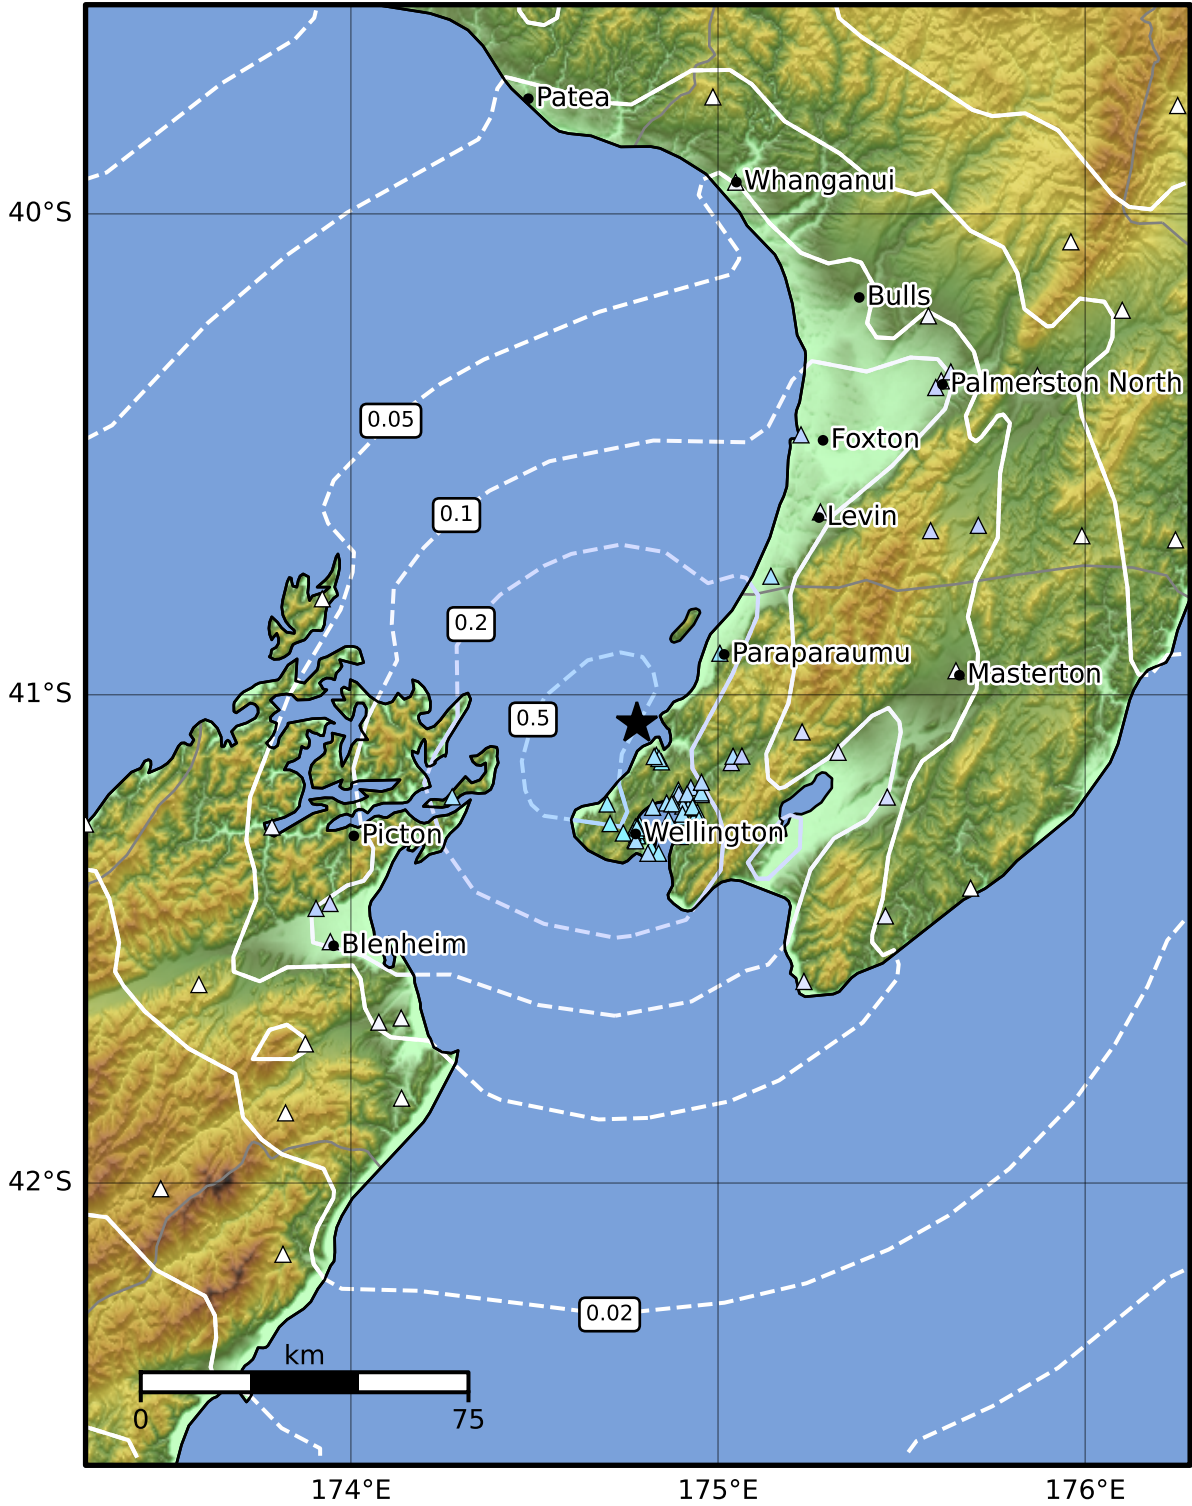 Patea
Whanganui
40°S
Bulls
Palmerston North
0.05
Foxton
0.1
Levin
0.2
Paraparaumu
Masterton
41°S
0.5
Wellington
Picton
Blenheim
42°S
0.02
km
0 75
174°E 175°E 176°E